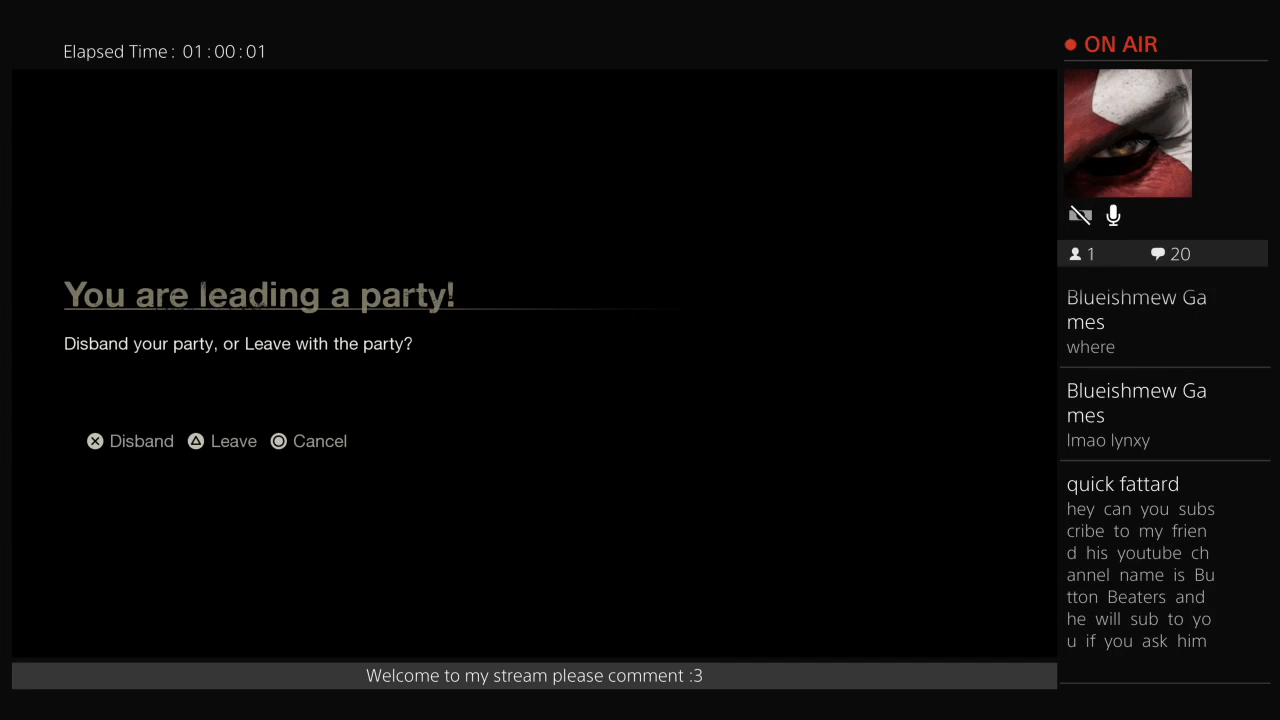 Elapsed Time : 01 : 00 : 01
ON AIR
1 20
You are leading a party!
Disband your party, or Leave with the party?
Disband Leave Cancel
Blueishmew Ga
mes
where
Blueishmew Ga
mes
lmao lynxy
quick fattard
hey can you subs
cribe to my frien
d his youtube ch
annel name is Bu
tton Beaters and
he will sub to yo
u if you ask him
Welcome to my stream please comment :3